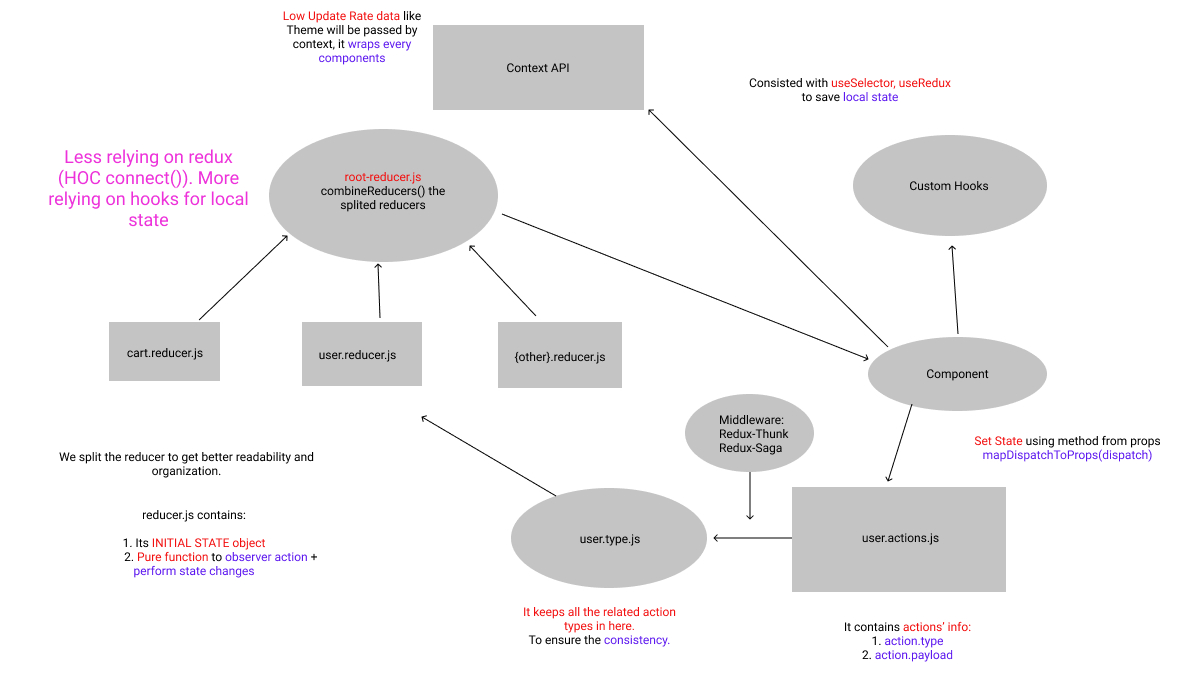 Low Update Rate data like
Theme will be passed by
context, it wraps every
components
Context API
Consisted with useSelector, useRedux
to save local state
Less relying on redux
(HOC connect()). More
relying on hooks for local
state
root-reducer.js
combineReducers() the
splited reducers
Custom Hooks
cart.reducer.js
user.reducer.js
{other}.reducer.js
Component
Middleware:
Redux-Thunk
Redux-Saga
Set State using method from props
mapDispatchToProps(dispatch)
We split the reducer to get better readability and
organization.
reducer.js contains:
1. Its INITIAL STATE object
2. Pure function to observer action +
perform state changes
user.type.js
user.actions.js
It keeps all the related action
types in here.
To ensure the consistency.
It contains actions' info:
1. action.type
2. action.payload